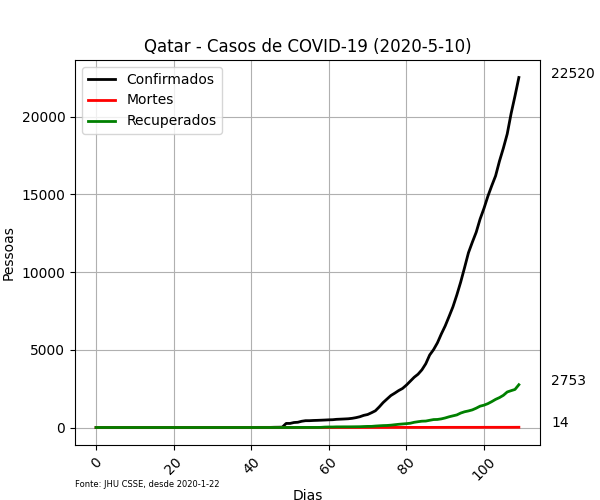 Qatar - Casos de COVID-19 (2020-5-10)
Confirmados
Mortes
Recuperados
22520
2753
14
20000
15000
10000
5000
0
Pessoas
0
20
40
60
80
100
Fonte: JHU CSSE, desde 2020-1-22
Dias